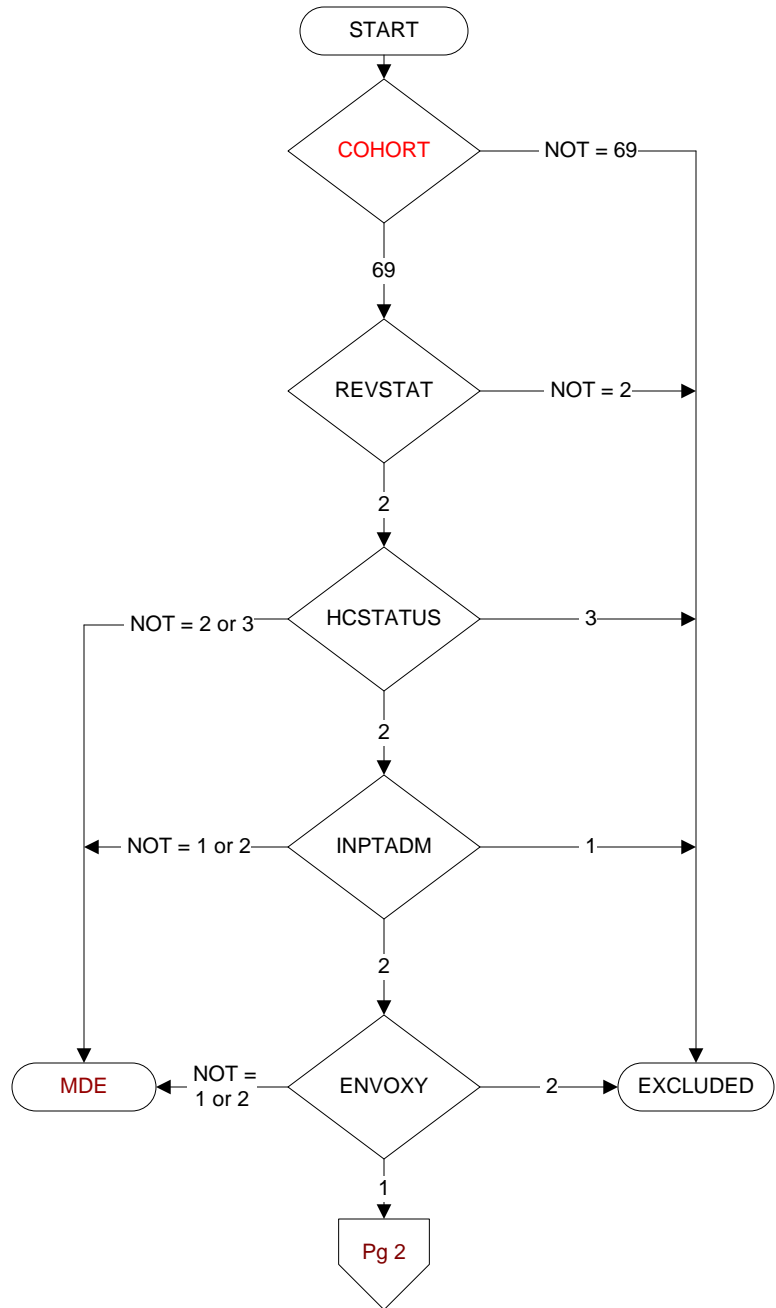 START
COHORT
NOT = 69
69
REVSTAT
NOT = 2
2
NOT = 2 or 3
HCSTATUS
3
2
NOT = 1 or 2
INPTADM
1
2
MDE
NOT =
1 or 2
ENVOXY
2
EXCLUDED
1
Pg 2